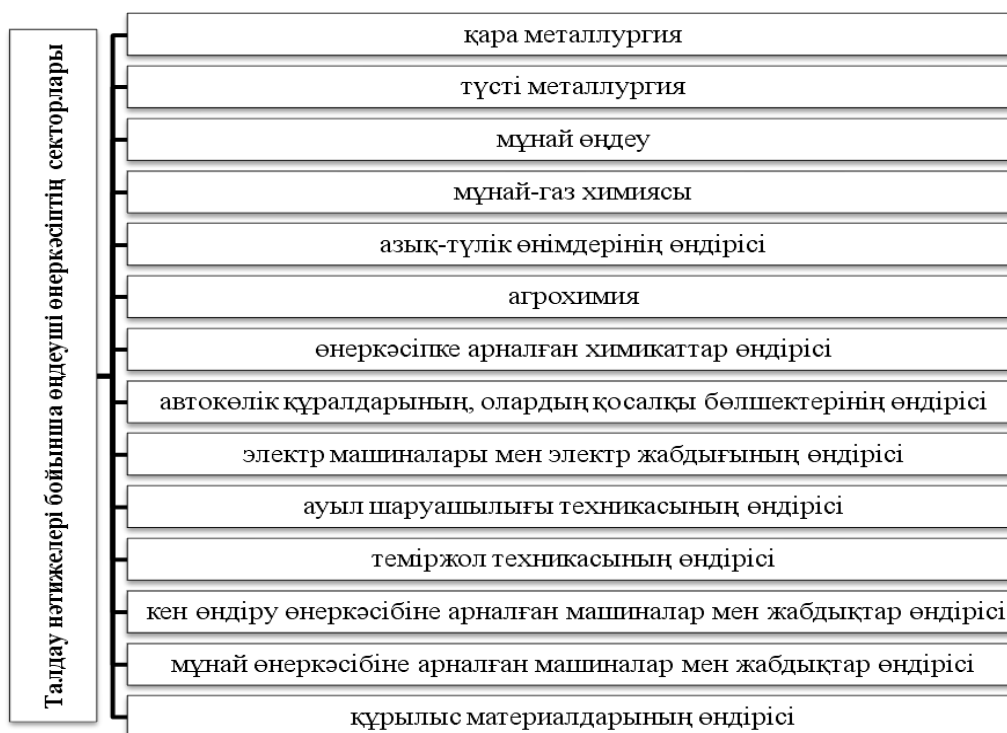 Талдау нәтижелері бойынша өңдеуші өнеркәсіптің секторлары
қара металлургия
түсті металлургия
мұнай өңдеу
мұнай-газ химиясы
азық-түлік өнімдерінің өндірісі
агрохимия
өнеркәсіпке арналған химикаттар өндірісі
автокөлік құралдарының, олардың қосалқы бөлшектерінің өндірісі
электр машиналары мен электр жабдығының өндірісі
ауыл шаруашылығы техникасының өндірісі
теміржол техникасының өндірісі
кен өндіру өнеркәсібіне арналған машиналар мен жабдықтар өндірісі
мұнай өнеркәсібіне арналған машиналар мен жабдықтар өндірісі
құрылыс материалдарының өндірісі